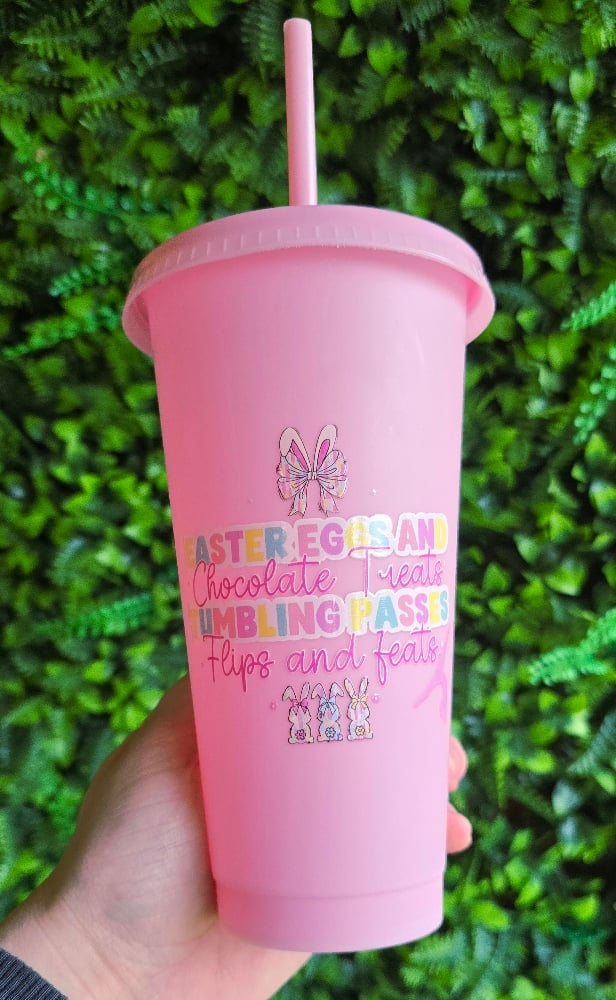 EASTER EGGS AND
Chocolate Treats
TUMBLING PASSES
Flips and feats